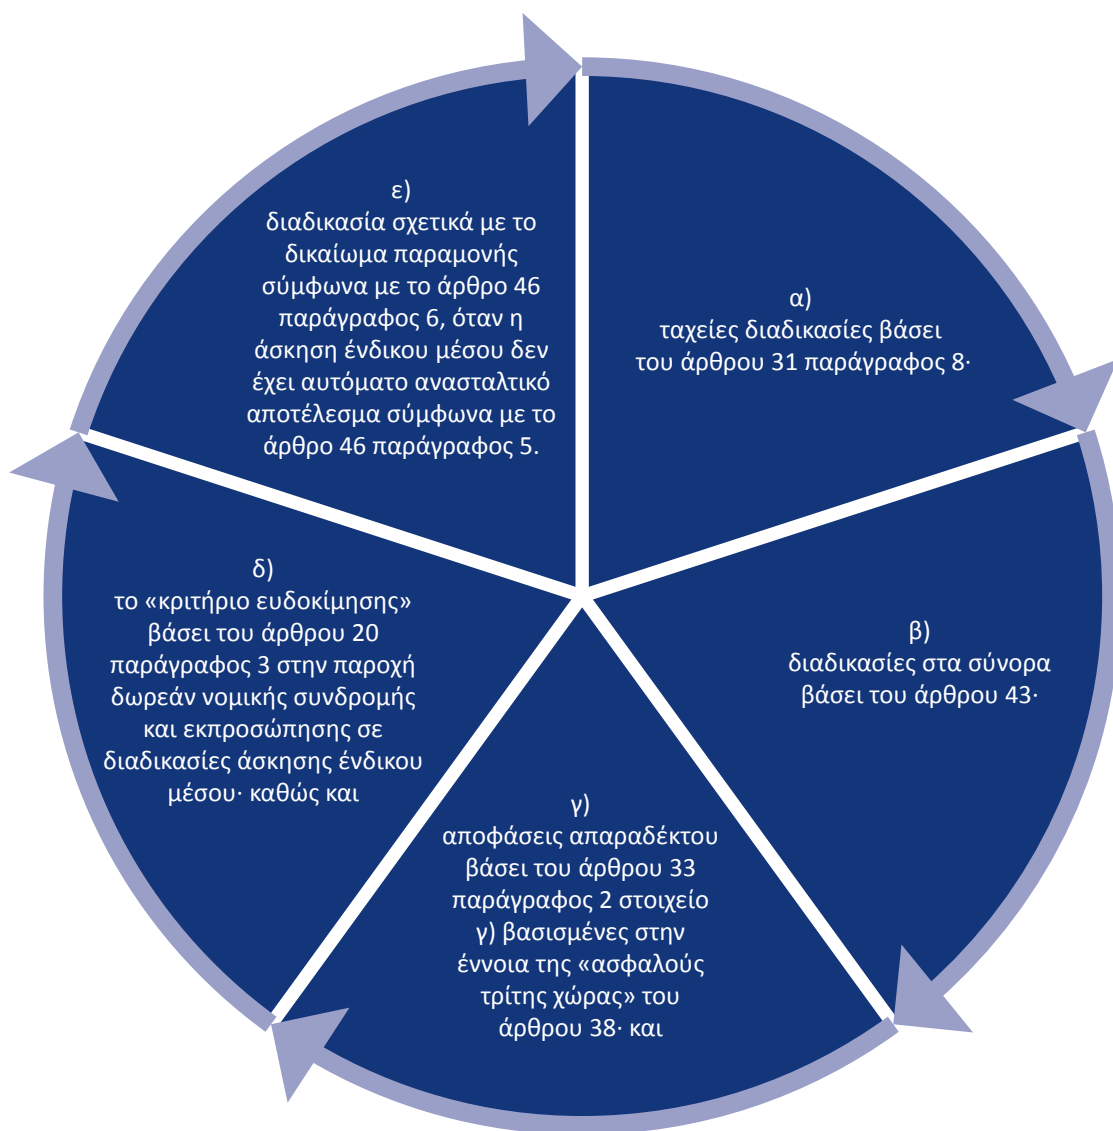 α)
ταχείες διαδικασίες βάσει
του άρθρου 31 παράγραφος 8·
β)
διαδικασίες στα σύνορα
βάσει του άρθρου 43·
γ)
αποφάσεις απαραδέκτου
βάσει του άρθρου 33
παράγραφος 2 στοιχείο
γ) βασισμένες στην
έννοια της «ασφαλούς
τρίτης χώρας» του
άρθρου 38· και
δ)
το «κριτήριο ευδοκίμησης»
βάσει του άρθρου 20
παράγραφος 3 στην παροχή
δωρεάν νομικής συνδρομής
και εκπροσώπησης σε
διαδικασίες άσκησης ένδικου
μέσου· καθώς και
ε)
διαδικασία σχετικά με το
δικαίωμα παραμονής
σύμφωνα με το άρθρο 46
παράγραφος 6, όταν η
άσκηση ένδικου μέσου δεν
έχει αυτόματο ανασταλτικό
αποτέλεσμα σύμφωνα με το
άρθρο 46 παράγραφος 5.